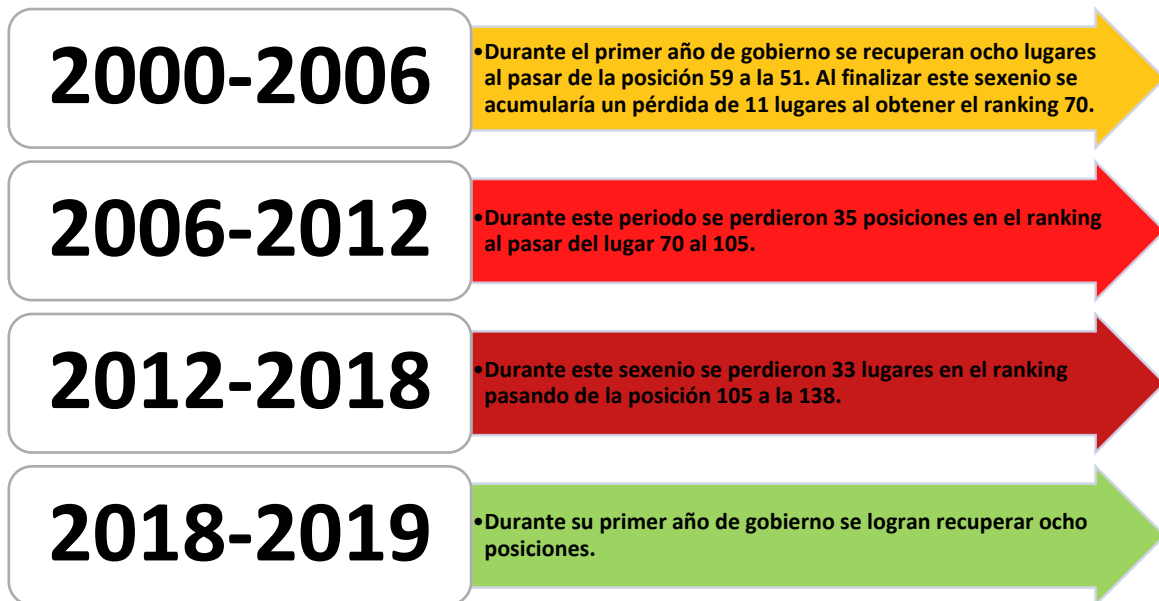 2000-2006
•Durante el primer año de gobierno se recuperan ocho lugares
al pasar de la posición 59 a la 51. Al finalizar este sexenio se
acumularía un pérdida de 11 lugares al obtener el ranking 70.
2006-2012
•Durante este periodo se perdieron 35 posiciones en el ranking
al pasar del lugar 70 al 105.
2012-2018
•Durante este sexenio se perdieron 33 lugares en el ranking
pasando de la posición 105 a la 138.
2018-2019
•Durante su primer año de gobierno se logran recuperar ocho
posiciones.